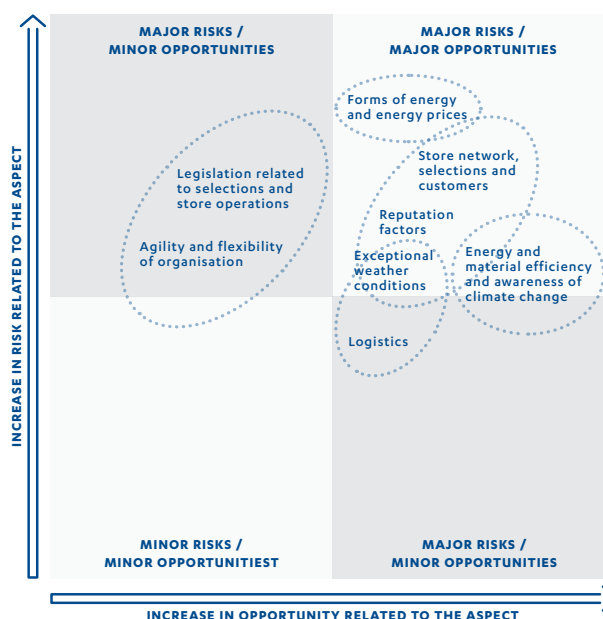 MAJOR RISKS /
MINOR OPPORTUNITIES
MAJOR RISKS /
MAJOR OPPORTUNITIES
Forms of energy
and energy prices
Store network,
selections and
customers
Legislation related
to selections and
store operations
Reputation
factors
Agility and flexibility
of organisation
Exceptional
weather
conditions
Energy and
material efficiency
and awareness of
climate change
Logistics
MINOR RISKS /
MINOR OPPORTUNITIEST
MAJOR RISKS /
MINOR OPPORTUNITIES
INCREASE IN RISK RELATED TO THE ASPECT
INCREASE IN OPPORTUNITY RELATED TO THE ASPECT